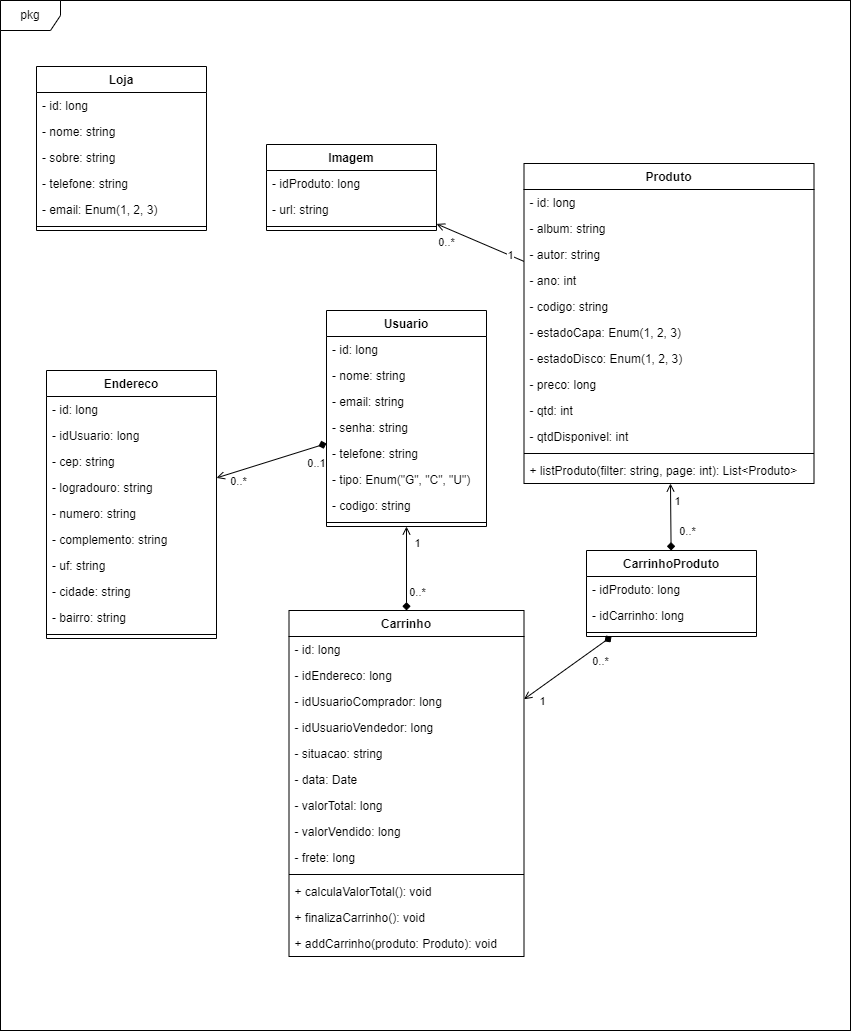 pkg
Loja
- id: long
- nome: string
- sobre: string
- telefone: string
- email: Enum(1, 2, 3)
Imagem
- idProduto: long
- url: string
0..*
1
Produto
- id: long
- album: string
- autor: string
- ano: int
- codigo: string
- estadoCapa: Enum(1, 2, 3)
- estadoDisco: Enum(1, 2, 3)
- preco: long
- qtd: int
- qtdDisponivel: int
+ listProduto(filter: string, page: int): List<Produto>
Usuario
- id: long
- nome: string
- email: string
- senha: string
- telefone: string
- tipo: Enum("G", "C", "U")
- codigo: string
Endereco
- id: long
- idUsuario: long
- cep: string
- logradouro: string
- numero: string
- complemento: string
- uf: string
- cidade: string
- bairro: string
0..1
0..*
1
0..*
1
0..*
CarrinhoProduto
- idProduto: long
- idCarrinho: long
0..*
1
Carrinho
- id: long
- idEndereco: long
- idUsuarioComprador: long
- idUsuarioVendedor: long
- situacao: string
- data: Date
- valorTotal: long
- valorVendido: long
- frete: long
+ calculaValorTotal(): void
+ finalizaCarrinho(): void
+ addCarrinho(produto: Produto): void